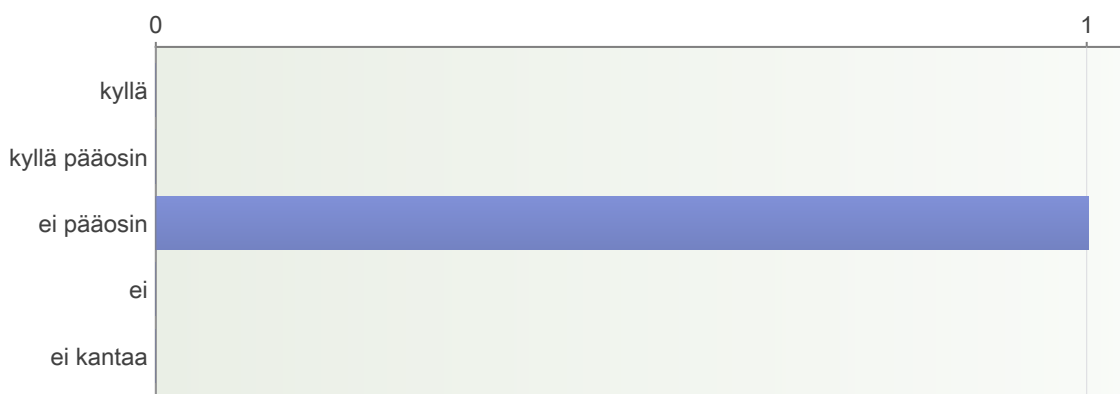 0 1
kyllä
kyllä pääosin
ei pääosin
ei
ei kantaa